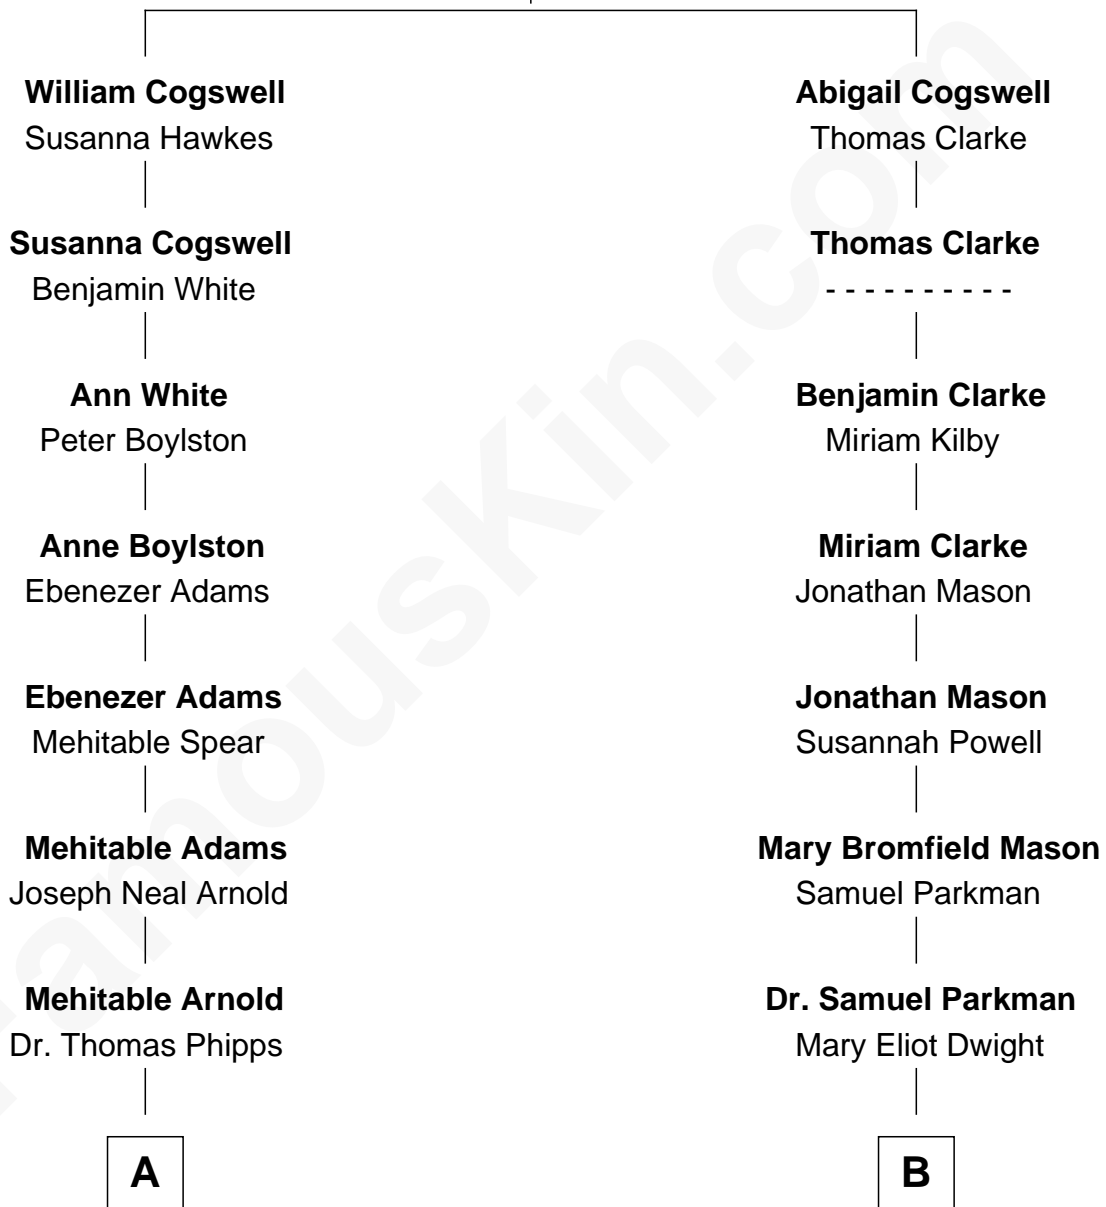 William Cogswell
Susanna Hawkes
Susanna Cogswell
Benjamin White
Ann White
Peter Boylston
Anne Boylston
Ebenezer Adams
Ebenezer Adams
Mehitable Spear
Mehitable Adams
Joseph Neal Arnold
Mehitable Arnold
Dr. Thomas Phipps
A
Abigail Cogswell
Thomas Clarke
Thomas Clarke
- - - - - - - - - -
Benjamin Clarke
Miriam Kilby
Miriam Clarke
Jonathan Mason
Jonathan Mason
Susannah Powell
Mary Bromfield Mason
Samuel Parkman
Dr. Samuel Parkman
Mary Eliot Dwight
B
FamousKin.com